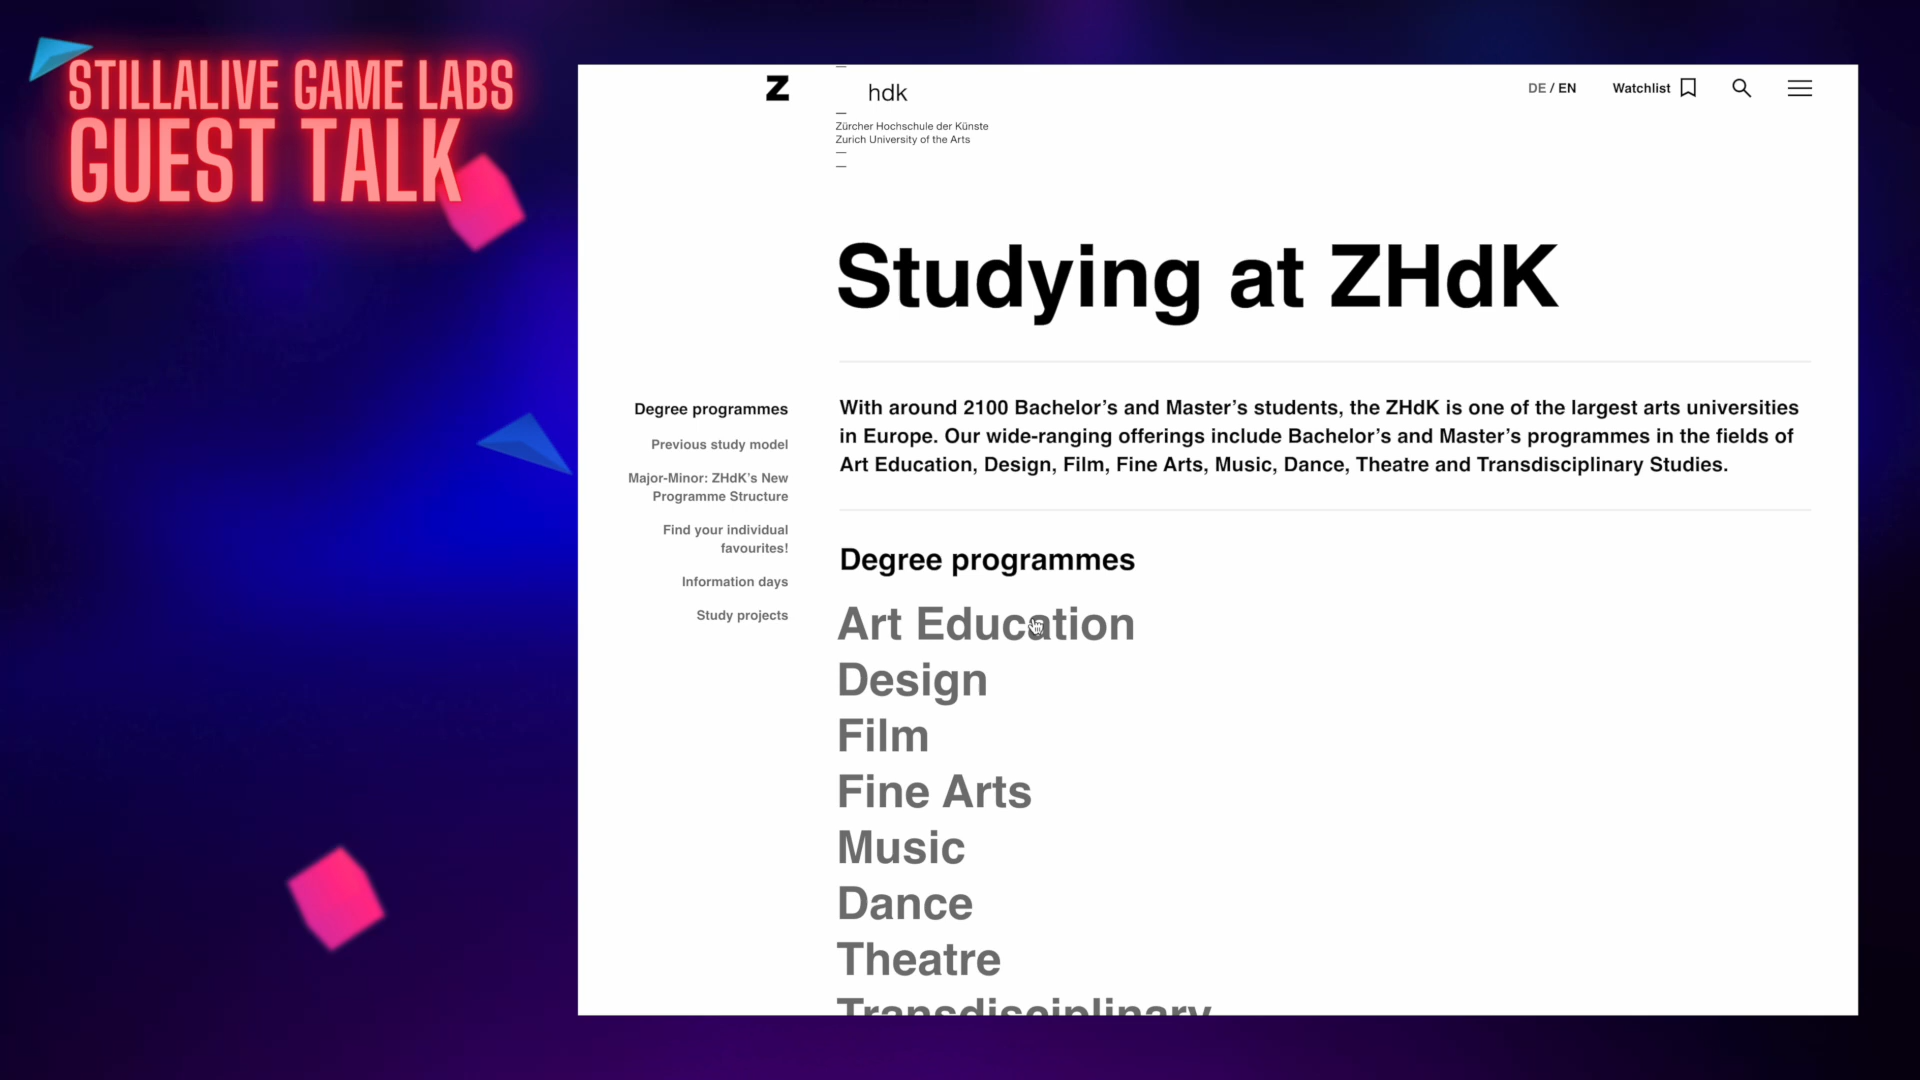 STILLALIVE GAME LABS
GUEST TALK
Z
hdk
Zürcher Hochschule der Künste
Zurich University of the Arts
DE / EN
Watchlist
Studying at ZHdK
Degree programmes
Previous study model
Major-Minor: ZHdK's New
Programme Structure
Find your individual
favourites!
Information days
Study projects
With around 2100 Bachelor's and Master's students, the ZHdK is one of the largest arts universities
in Europe. Our wide-ranging offerings include Bachelor's and Master's programmes in the fields of
Art Education, Design, Film, Fine Arts, Music, Dance, Theatre and Transdisciplinary Studies.
Degree programmes
Art Education
Design
Film
Fine Arts
Music
Dance
Theatre
Transdisciplinary